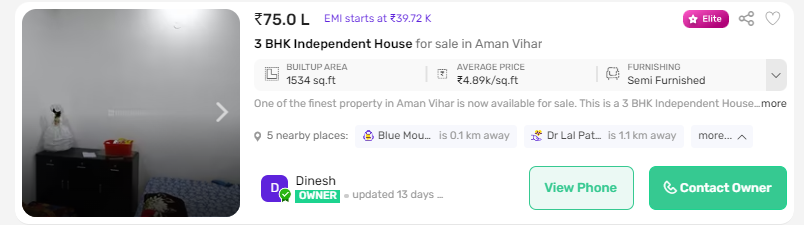 ₹75.0 L EMI starts at ₹39.72 K Elite
3 BHK Independent House for sale in Aman Vihar
BUILTUP AREA AVERAGE PRICE FURNISHING
1534 sq.ft ₹4.89k/sq.ft Semi Furnished
One of the finest property in Aman Vihar is now available for sale. This is a 3 BHK Independent House...more
5 nearby places: Blue Mou... is 0.1 km away Dr Lal Pat... is 1.1 km away more...
D Dinesh
OWNER updated 13 days ...
View Phone Contact Owner